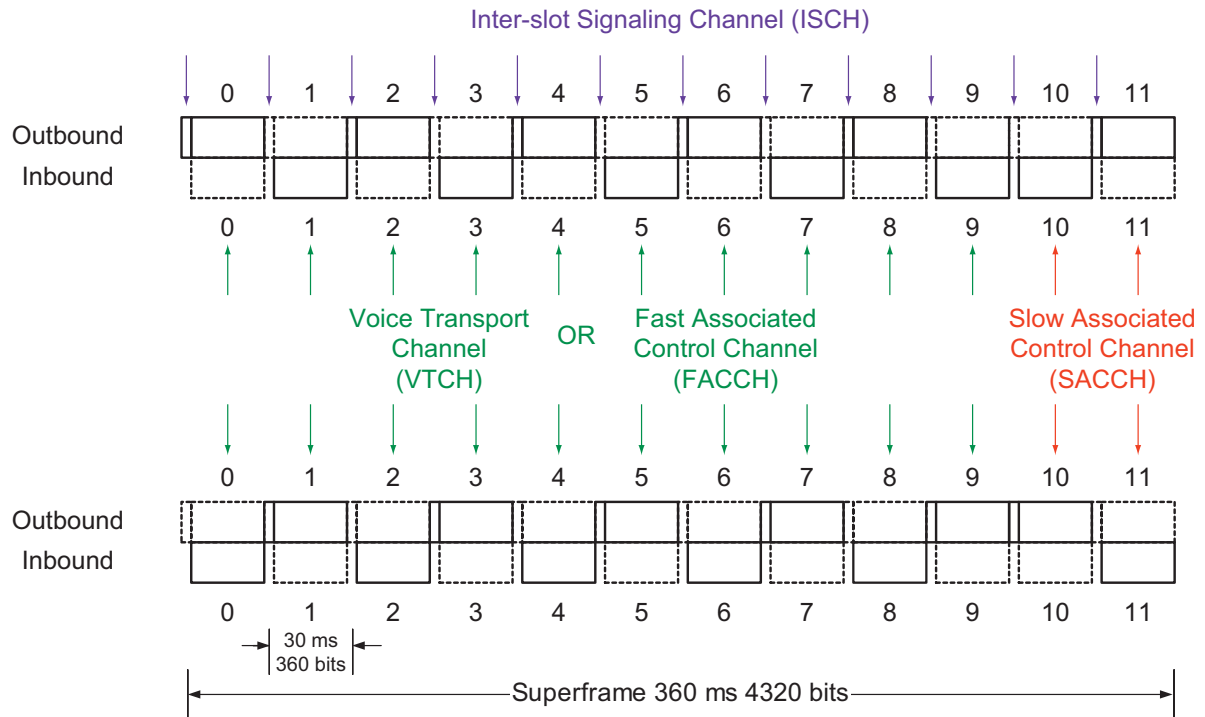 Inter-slot Signaling Channel (ISCH)
0 1 2 3 4 5 6 7 8 9 10 11
Outbound
Inbound
0 1 2 3 4 5 6 7 8 9 10 11
Voice Transport
Channel
(VTCH)
OR
Fast Associated
Control Channel
(FACCH)
Slow Associated
Control Channel
(SACCH)
0 1 2 3 4 5 6 7 8 9 10 11
Outbound
Inbound
0 1 2 3 4 5 6 7 8 9 10 11
30 ms
360 bits
Superframe 360 ms 4320 bits